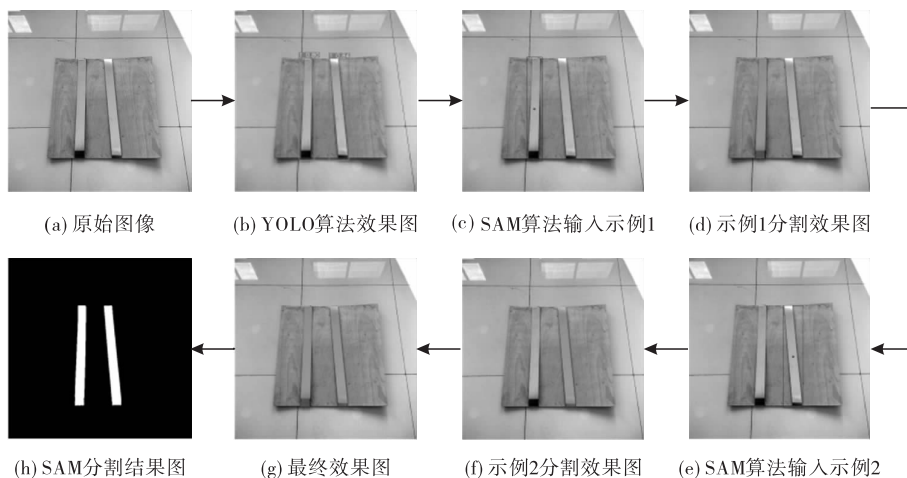 (a) 原始图像
(b) YOLO算法效果图
(c) SAM算法输入示例1
(d) 示例1分割效果图
(h) SAM分割结果图
(g) 最终效果图
(f) 示例2分割效果图
(e) SAM算法输入示例2